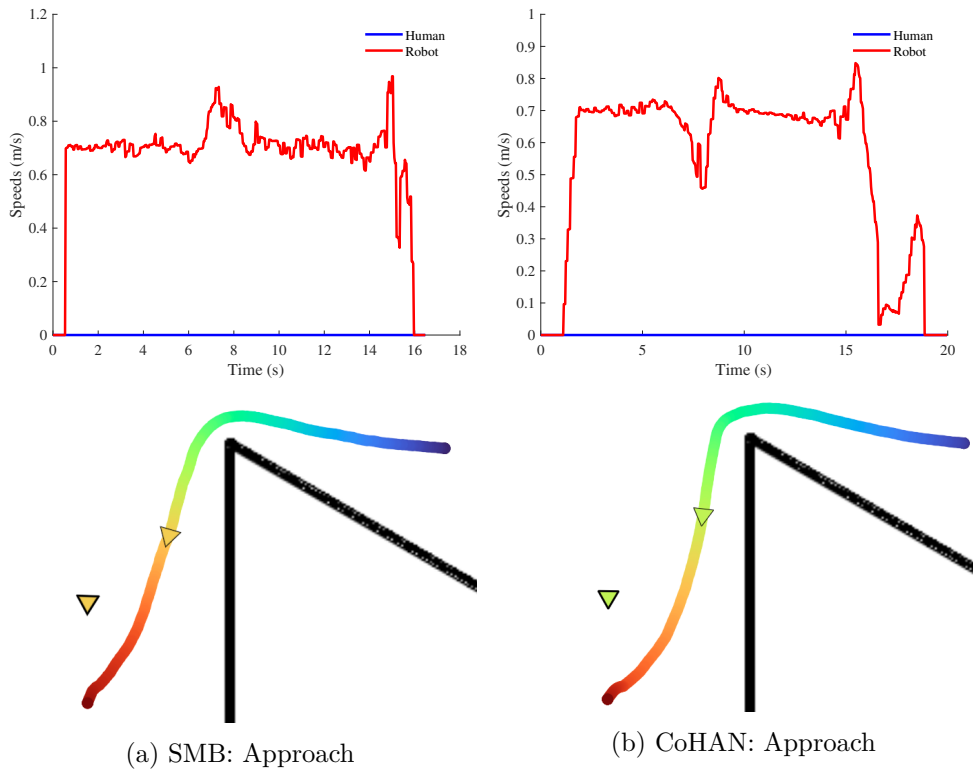 1.2
1
0.8
0.6
0.4
0.2
0
Speeds (m/s)
Human
Robot
0 2 4 6 8 10 12 14 16 18
Time (s)
1
0.9
0.8
0.7
0.6
0.5
0.4
0.3
0.2
0.1
0
Speeds (m/s)
Human
Robot
0 5 10 15 20
Time (s)
(a) SMB: Approach
(b) CoHAN: Approach